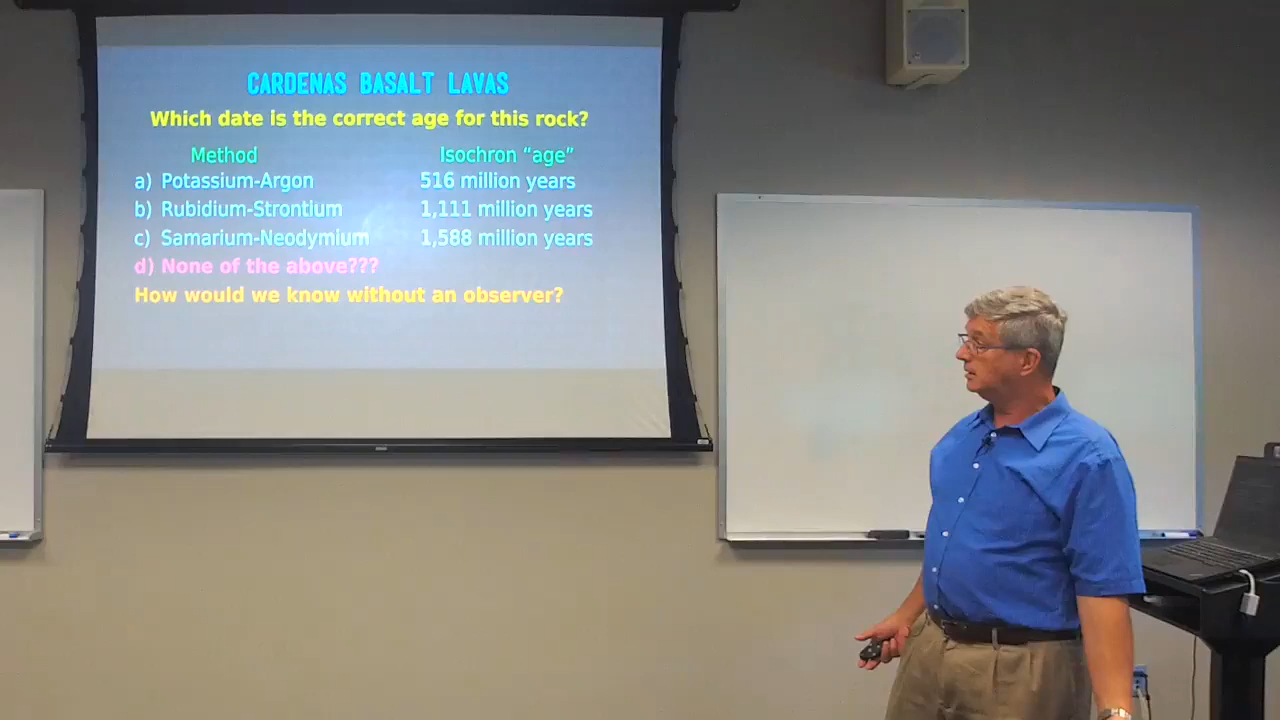 CARDENAS BASALT LAVAS
Which date is the correct age for this rock?
Method Isochron “age”
a) Potassium-Argon 516 million years
b) Rubidium-Strontium 1,111 million years
c) Samarium-Neodymium 1,588 million years
d) None of the above???
How would we know without an observer?